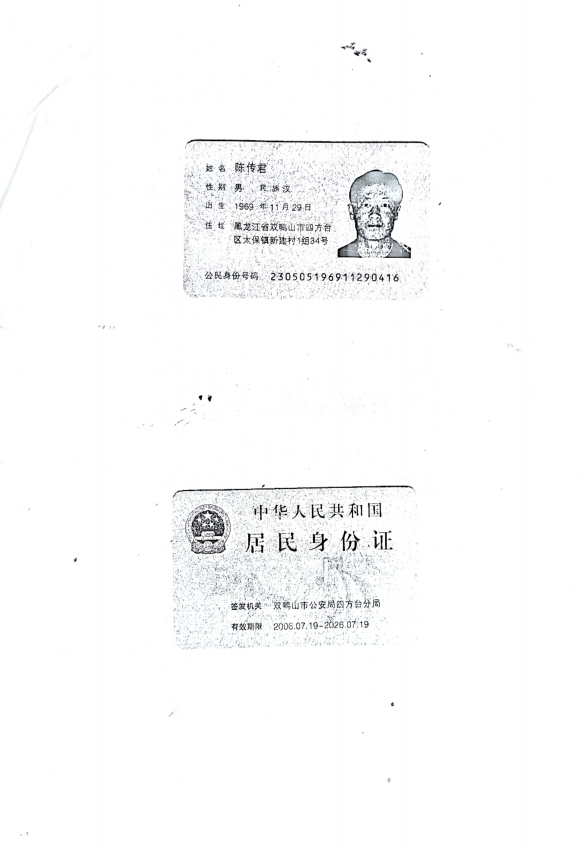 姓名 陈传君
性别 男 民族汉
出生 1969 年 11 月 29 日
住址 黑龙江省双鸭山市四方台
区太保镇新建村1组34号
公民身份号码 230505196911290416
中华人民共和国
居民身份证
签发机关 双鸭山市公安局四方台分局
有效期限 2006.07.19-2026.07.19